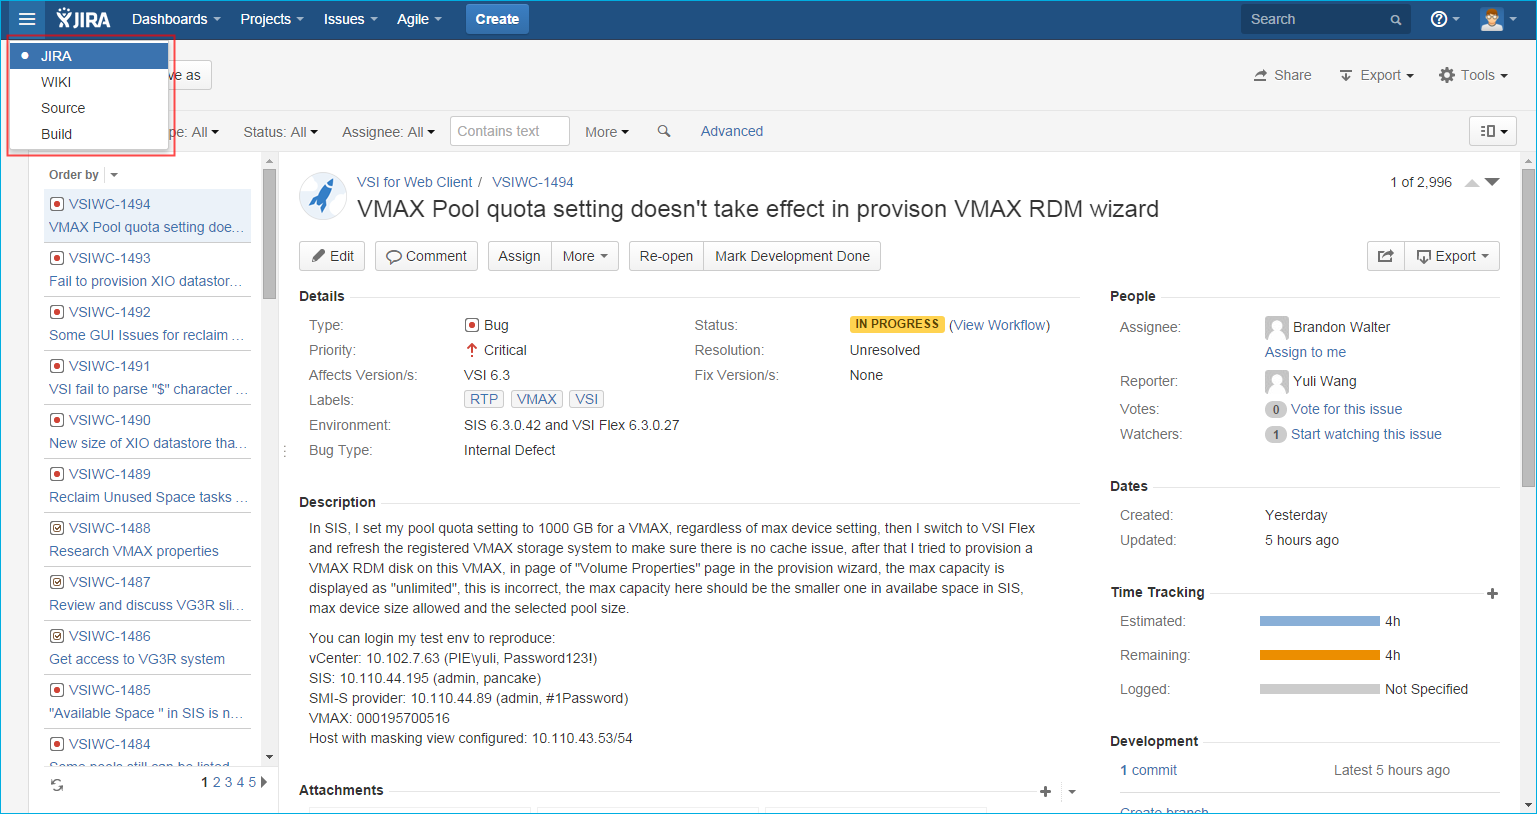 JIRA Dashboards Projects Issues Agile Create Search
JIRA
WIKI
Source
Build
ve as
Share Export Tools
pe: All Status: All Assignee: All Contains text More Advanced
Order by
VSIWC-1494
VMAX Pool quota setting doe...
VSIWC-1493
Fail to provision XIO datastor...
VSIWC-1492
Some GUI Issues for reclaim ...
VSIWC-1491
VSI fail to parse "$" character ...
VSIWC-1490
New size of XIO datastore tha...
VSIWC-1489
Reclaim Unused Space tasks ...
VSIWC-1488
Research VMAX properties
VSIWC-1487
Review and discuss VG3R sli...
VSIWC-1486
Get access to VG3R system
VSIWC-1485
"Available Space " in SIS is n...
VSIWC-1484
Some pools still can be listed
1 2 3 4 5
VSI for Web Client / VSIWC-1494
1 of 2,996
VMAX Pool quota setting doesn't take effect in provison VMAX RDM wizard
Edit Comment Assign More Re-open Mark Development Done Export
Details
Type: Bug
Priority: Critical
Affects Version/s: VSI 6.3
Labels: RTP VMAX VSI
Environment: SIS 6.3.0.42 and VSI Flex 6.3.0.27
Bug Type: Internal Defect
Status: IN PROGRESS (View Workflow)
Resolution: Unresolved
Fix Version/s: None
Description
In SIS, I set my pool quota setting to 1000 GB for a VMAX, regardless of max device setting, then I switch to VSI Flex
and refresh the registered VMAX storage system to make sure there is no cache issue, after that I tried to provision a
VMAX RDM disk on this VMAX, in page of "Volume Properties" page in the provision wizard, the max capacity is
displayed as "unlimited", this is incorrect, the max capacity here should be the smaller one in availabe space in SIS,
max device size allowed and the selected pool size.
You can login my test env to reproduce:
vCenter: 10.102.7.63 (PIE\yuli, Password123!)
SIS: 10.110.44.195 (admin, pancake)
SMI-S provider: 10.110.44.89 (admin, #1Password)
VMAX: 000195700516
Host with masking view configured: 10.110.43.53/54
Attachments
People
Assignee: Brandon Walter
Assign to me
Reporter: Yuli Wang
Votes: 0 Vote for this issue
Watchers: 1 Start watching this issue
Dates
Created: Yesterday
Updated: 5 hours ago
Time Tracking
Estimated: 4h
Remaining: 4h
Logged: Not Specified
Development
1 commit Latest 5 hours ago
Create branch